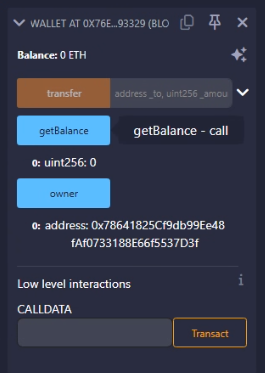 WALLET AT 0X76E...93329 (BLO
Balance: 0 ETH
transfer
address _to, uint256 _amou
getBalance
getBalance - call
0: uint256: 0
owner
0: address: 0x78641825Cf9db99Ee48
fAf0733188E66f5537D3f
Low level interactions
i
CALLDATA
Transact